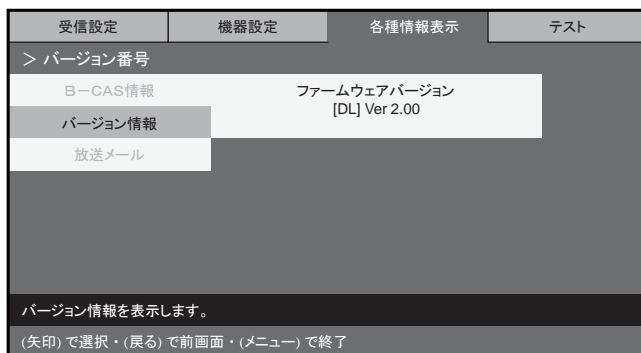 受信設定
機器設定
各種情報表示
テスト
＞ バージョン番号
B－CAS情報
バージョン情報
放送メール
ファームウェアバージョン
[DL] Ver 2.00
バージョン情報を表示します。
(矢印) で選択・(戻る) で前画面・(メニュー) で終了